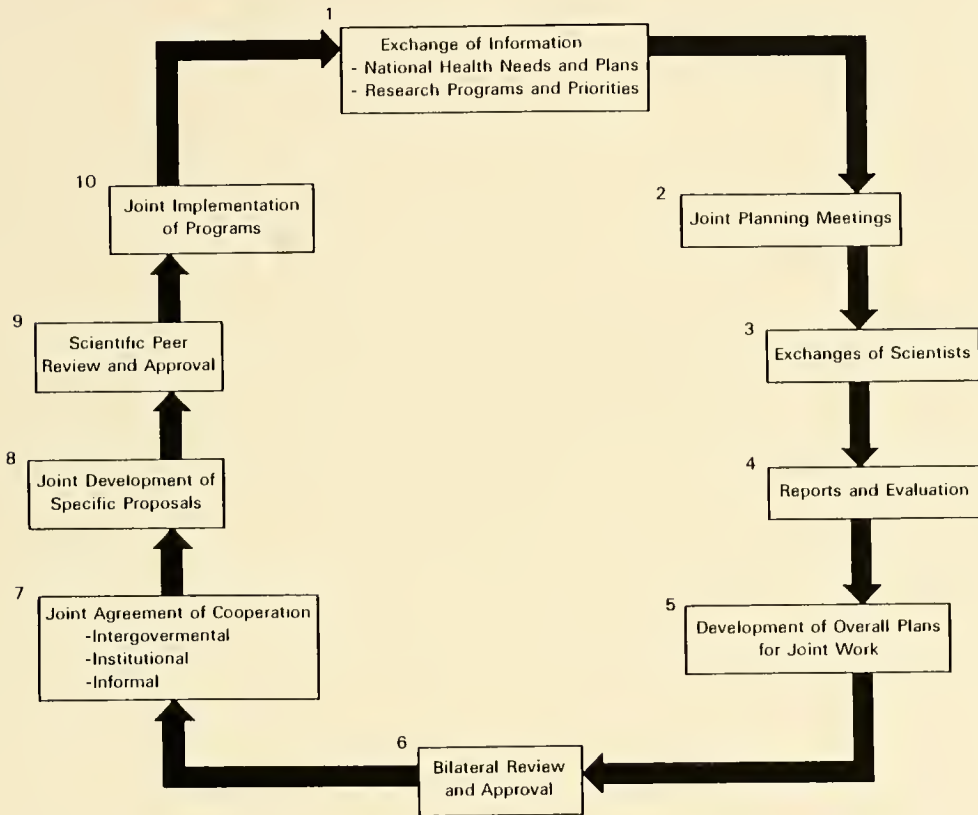 1
Exchange of Information
- National Health Needs and Plans
- Research Programs and Priorities
2
Joint Planning Meetings
3
Exchanges of Scientists
4
Reports and Evaluation
5
Development of Overall Plans
for Joint Work
6
Bilateral Review
and Approval
7
Joint Agreement of Cooperation
-Intergovermental
-Institutional
-Informal
8
Joint Development of
Specific Proposals
9
Scientific Peer
Review and Approval
10
Joint Implementation
of Programs